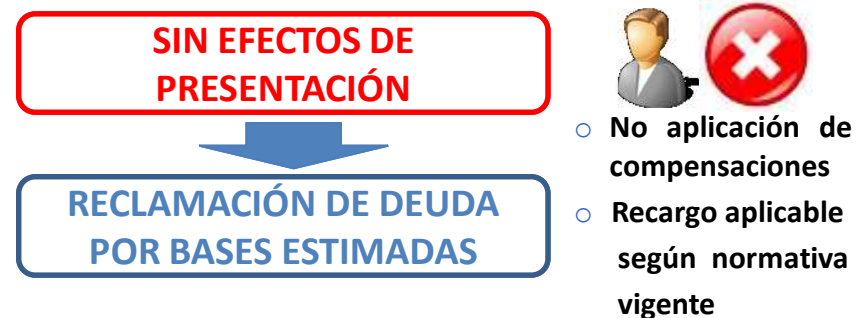 SIN EFECTOS DE
PRESENTACIÓN
RECLAMACIÓN DE DEUDA
POR BASES ESTIMADAS
No aplicación de
compensaciones
Recargo aplicable
según normativa
vigente